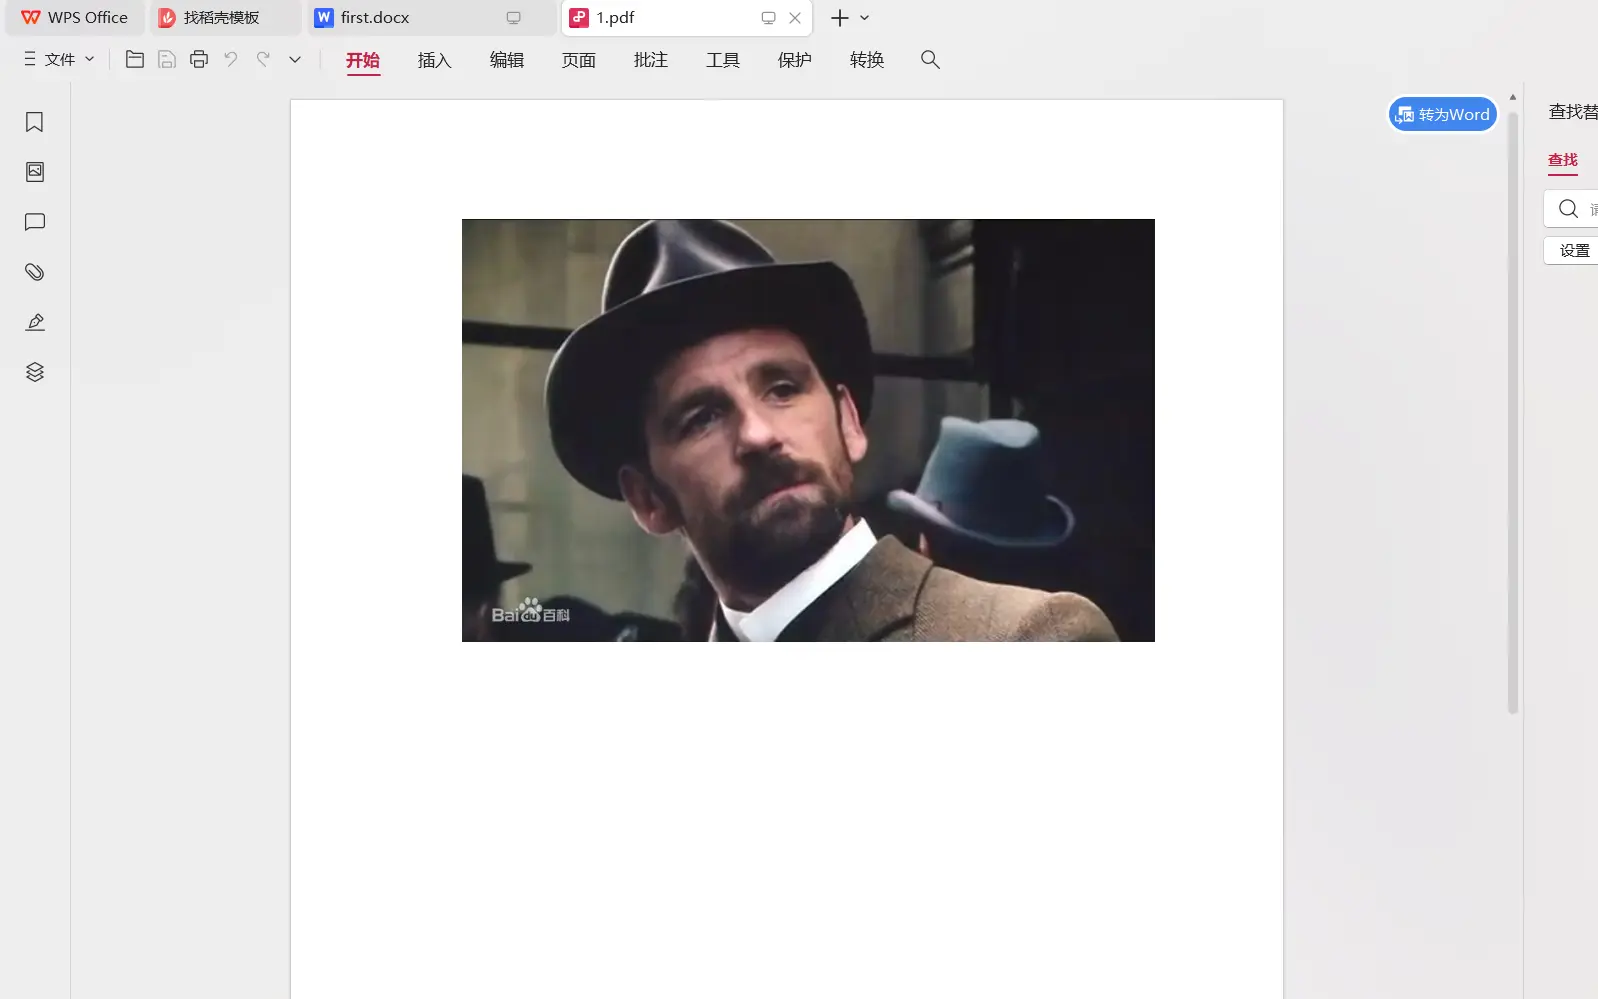 WPS Office 找稻壳模板 first.docx 1.pdf
文件 开始 插入 编辑 页面 批注 工具 保护 转换
转为Word
查找替
查找
设置
Baidu百科